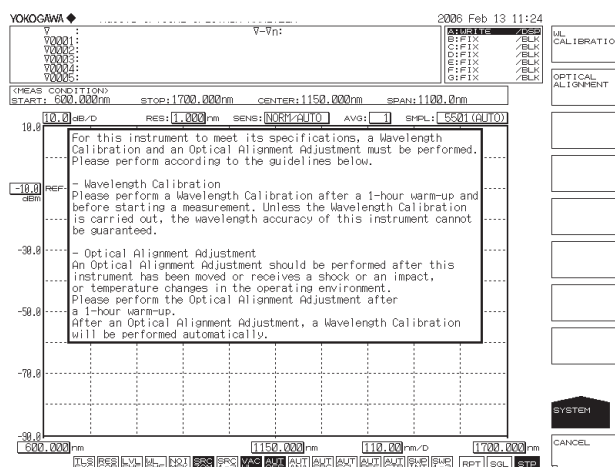 YOKOGAWA ◆
2006 Feb 13 11:24
∇ :
∇0001:
∇0002:
∇0003:
∇0004:
∇0005:
∇-∇n:
A:WRITE /DSP
B:FIX /BLK
C:FIX /BLK
D:FIX /BLK
E:FIX /BLK
F:FIX /BLK
G:FIX /BLK
WL
CALIBRATIO
OPTICAL
ALIGNMENT
<MEAS CONDITION>
START: 600.000nm STOP:1700.000nm CENTER:1150.000nm SPAN:1100.0nm
10.0 dB/D RES: 1.000 nm SENS: NORM/AUTO AVG: 1 SMPL: 5501(AUTO)
10.0
For this instrument to meet its specifications, a Wavelength
Calibration and an Optical Alignment Adjustment must be performed.
Please perform according to the guidelines below.
- Wavelength Calibration
Please perform a Wavelength Calibration after a 1-hour warm-up and
before starting a measurement. Unless the Wavelength Calibration
is carried out, the wavelength accuracy of this instrument cannot
be guaranteed.
- Optical Alignment Adjustment
An Optical Alignment Adjustment should be performed after this
instrument has been moved or receives a shock or an impact,
or temperature changes in the operating environment.
Please perform the Optical Alignment Adjustment after
a 1-hour warm-up.
After an Optical Alignment Adjustment, a Wavelength Calibration
will be performed automatically.
-10.0 REF
dBm
-30.0
-50.0
-70.0
-90.0
600.000 nm 1150.000 nm 110.00 nm/D 1700.000 nm
SYSTEM
CANCEL
RPT SGL STP